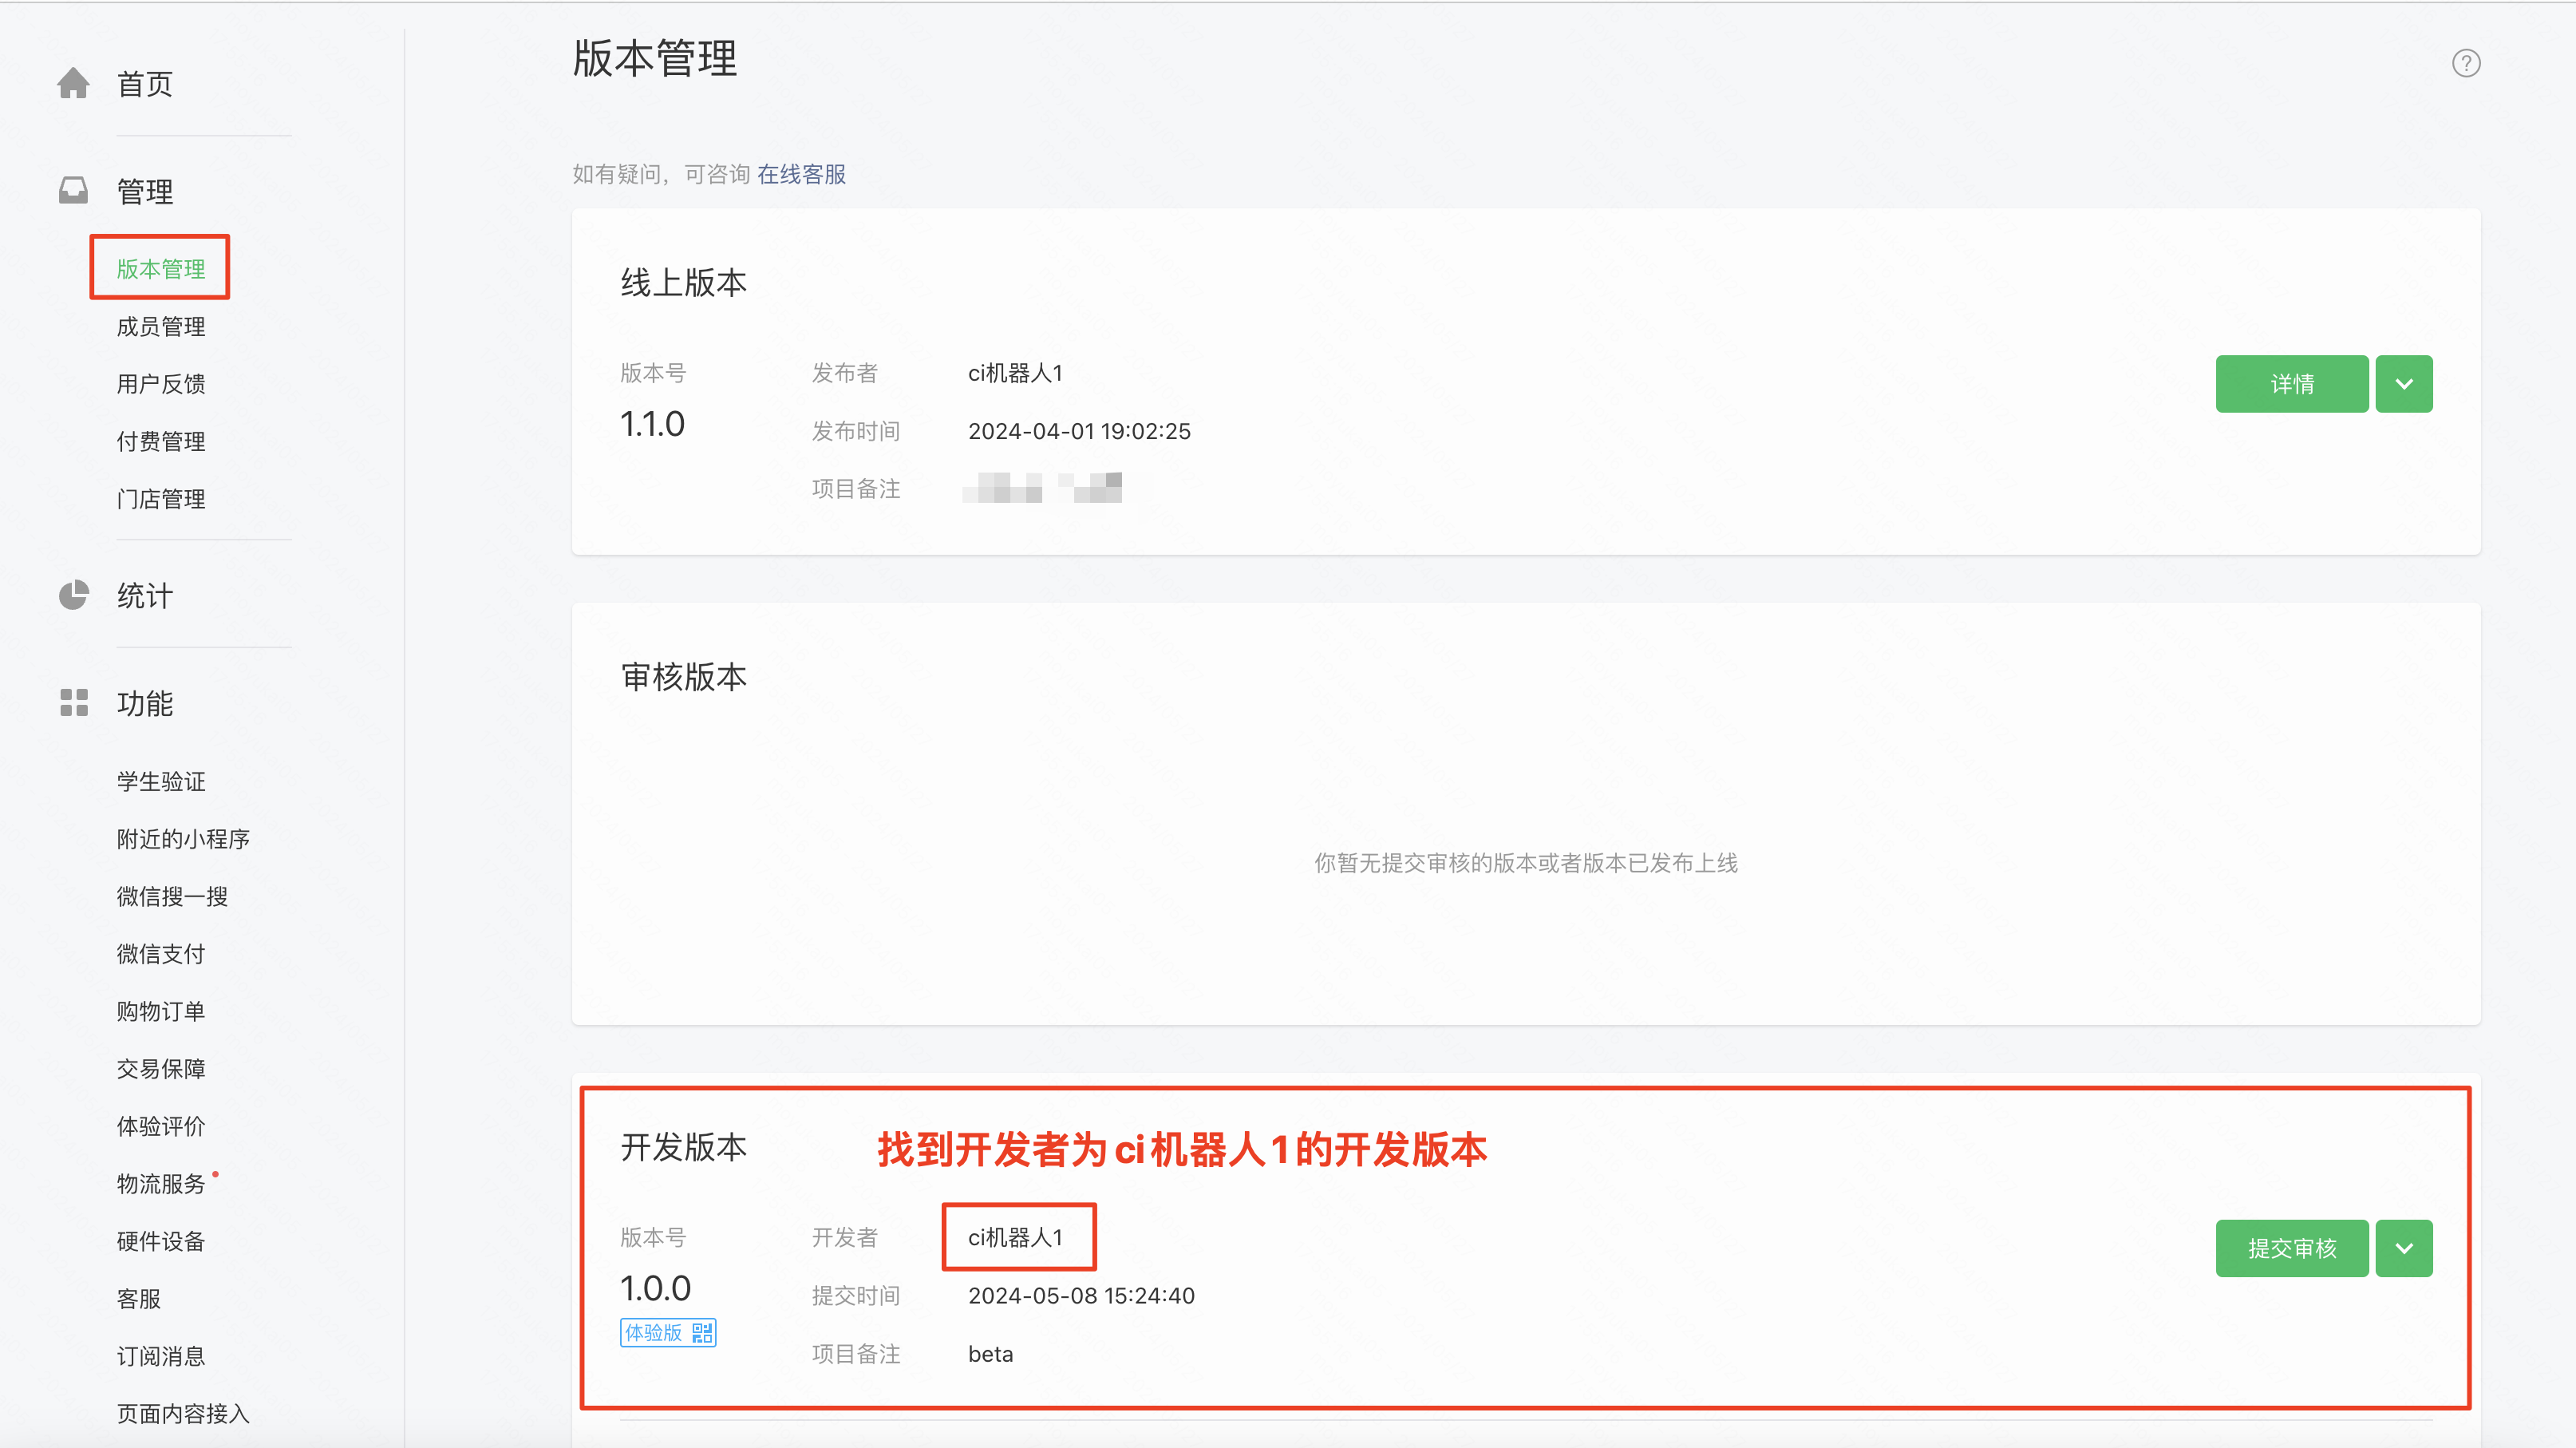 首页
管理
版本管理
成员管理
用户反馈
付费管理
门店管理
统计
功能
学生验证
附近的小程序
微信搜一搜
微信支付
购物订单
交易保障
体验评价
物流服务
硬件设备
客服
订阅消息
页面内容接入
版本管理
?
如有疑问，可咨询 在线客服
线上版本
版本号
1.1.0
发布者 ci机器人1
发布时间 2024-04-01 19:02:25
项目备注
详情
审核版本
你暂无提交审核的版本或者版本已发布上线
开发版本
找到开发者为ci机器人1的开发版本
版本号
1.0.0
体验版
开发者 ci机器人1
提交时间 2024-05-08 15:24:40
项目备注 beta
提交审核